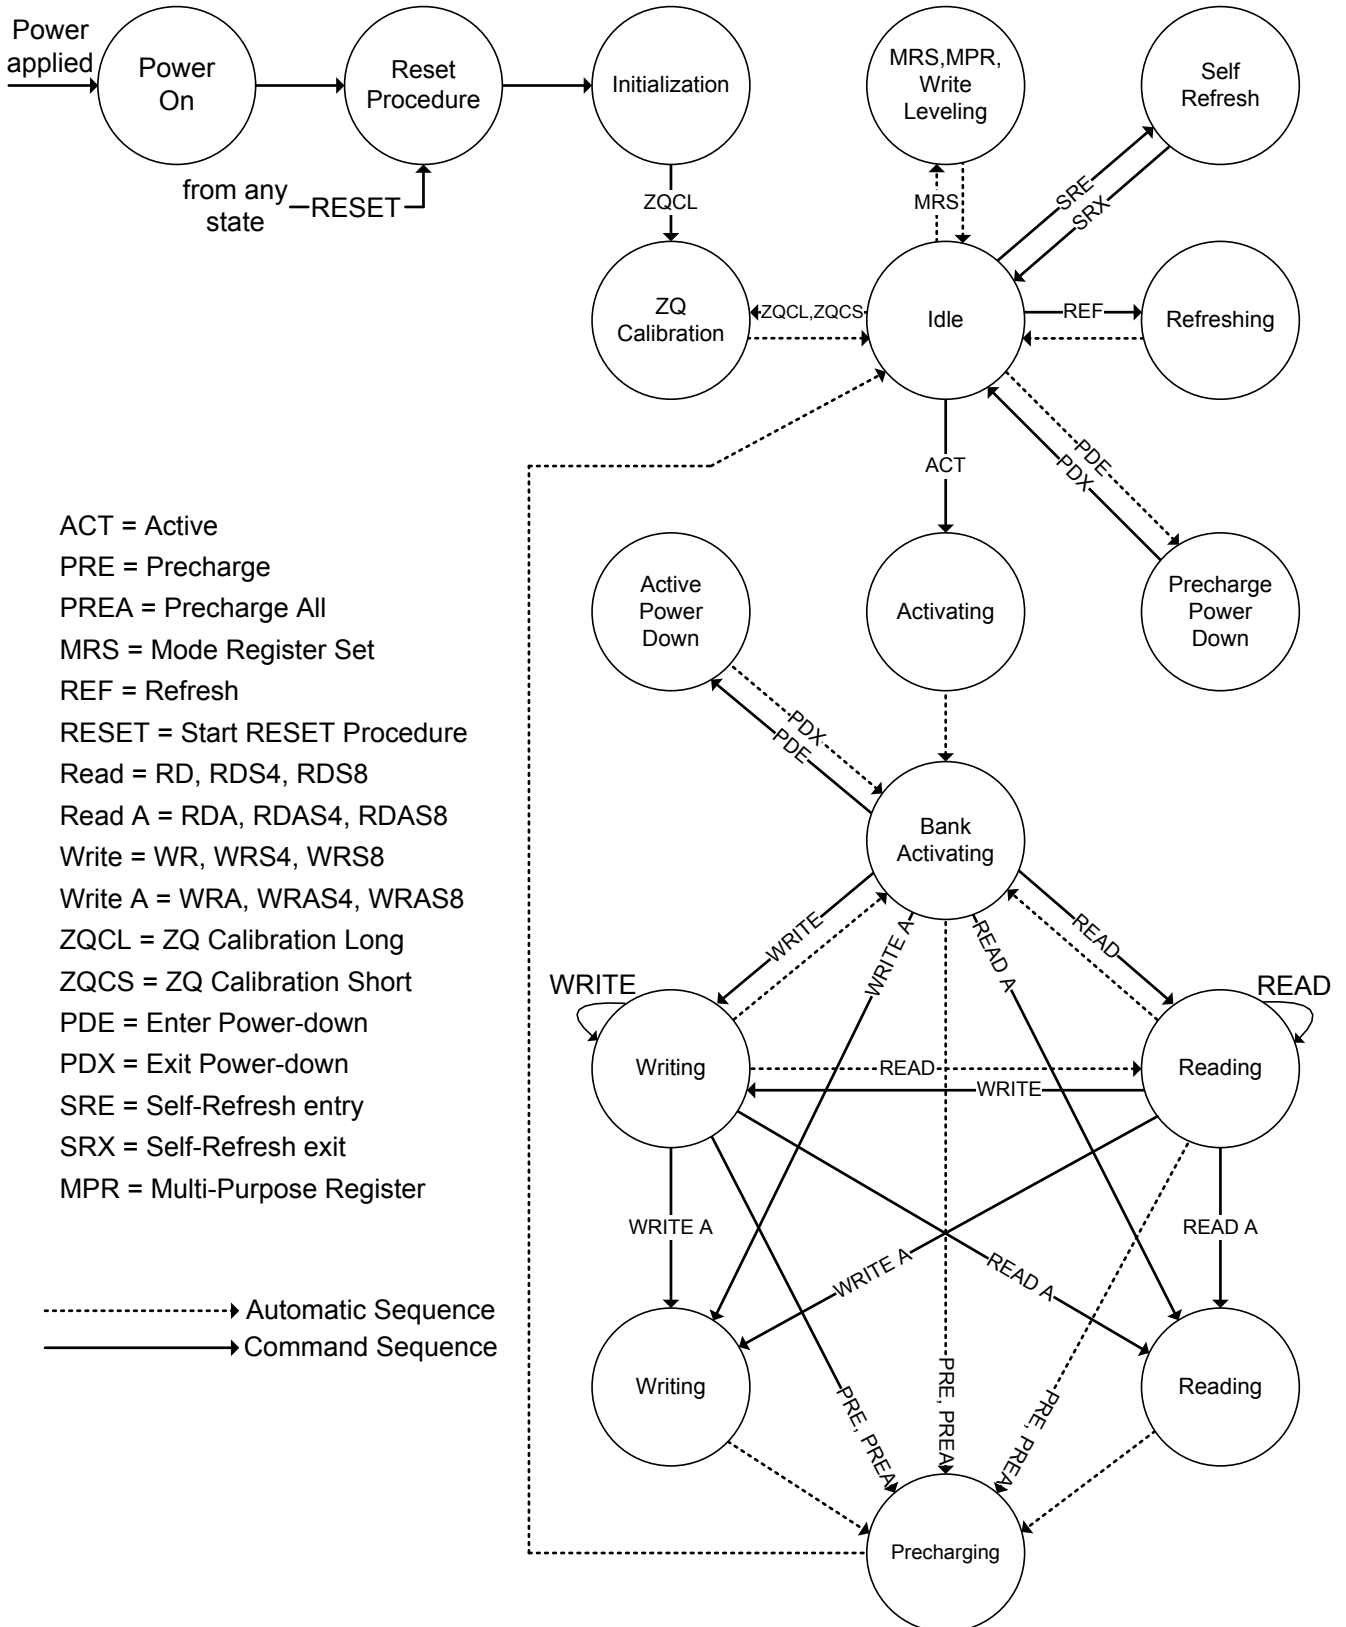 Power
applied
Power
On
Reset
Procedure
Initialization
MRS,MPR,
Write
Leveling
Self
Refresh
from any
state
RESET
ZQCL
MRS
SRE
SRX
ZQ
Calibration
ZQCL,ZQCS
Idle
REF
Refreshing
ACT
PDE
PDX
ACT = Active
PRE = Precharge
PREA = Precharge All
MRS = Mode Register Set
REF = Refresh
RESET = Start RESET Procedure
Read = RD, RDS4, RDS8
Read A = RDA, RDAS4, RDAS8
Write = WR, WRS4, WRS8
Write A = WRA, WRAS4, WRAS8
ZQCL = ZQ Calibration Long
ZQCS = ZQ Calibration Short
PDE = Enter Power-down
PDX = Exit Power-down
SRE = Self-Refresh entry
SRX = Self-Refresh exit
MPR = Multi-Purpose Register
Automatic Sequence
Command Sequence
Active
Power
Down
Activating
Precharge
Power
Down
PDX
PDE
Bank
Activating
WRITE
WRITE A
READ A
READ
WRITE
READ
Writing
READ
WRITE
Reading
WRITE A
WRITE A
READ A
READ A
Writing
PRE, PREA
PRE, PREA
PRE, PREA
Reading
Precharging